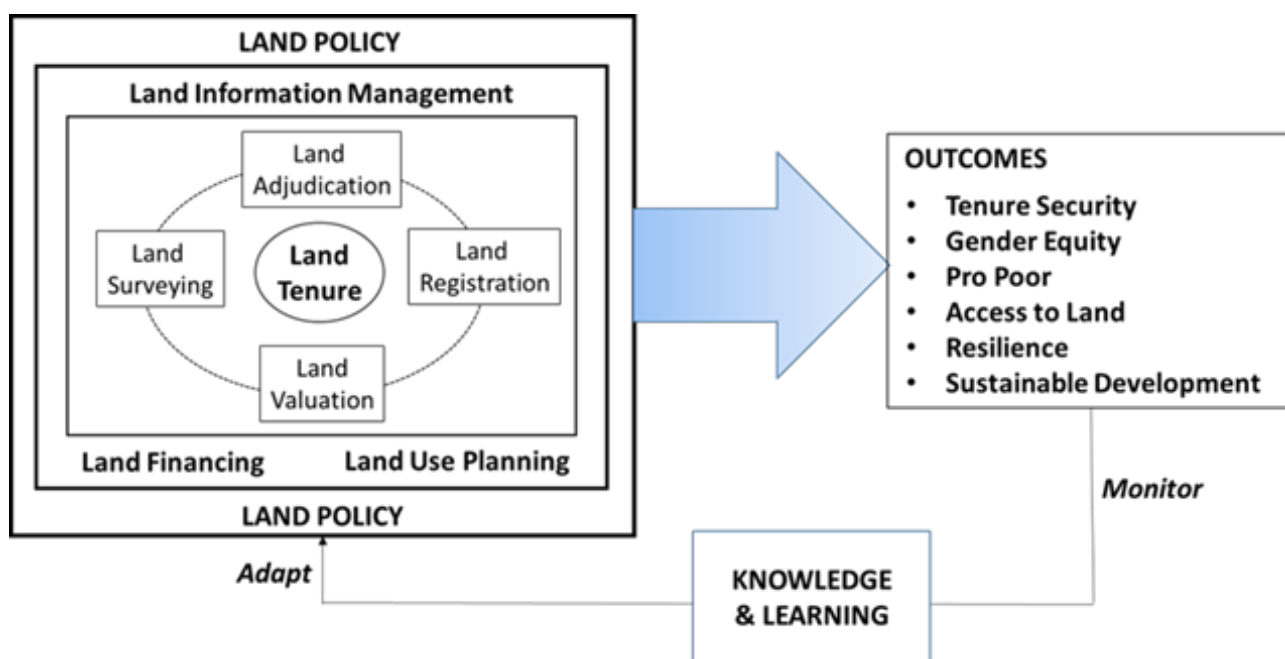 LAND POLICY
Land Information Management
Land
Adjudication
Land
Surveying
Land
Tenure
Land
Registration
Land
Valuation
Land Financing
Land Use Planning
LAND POLICY
OUTCOMES
• Tenure Security
• Gender Equity
• Pro Poor
• Access to Land
• Resilience
• Sustainable Development
Monitor
Adapt
KNOWLEDGE
& LEARNING